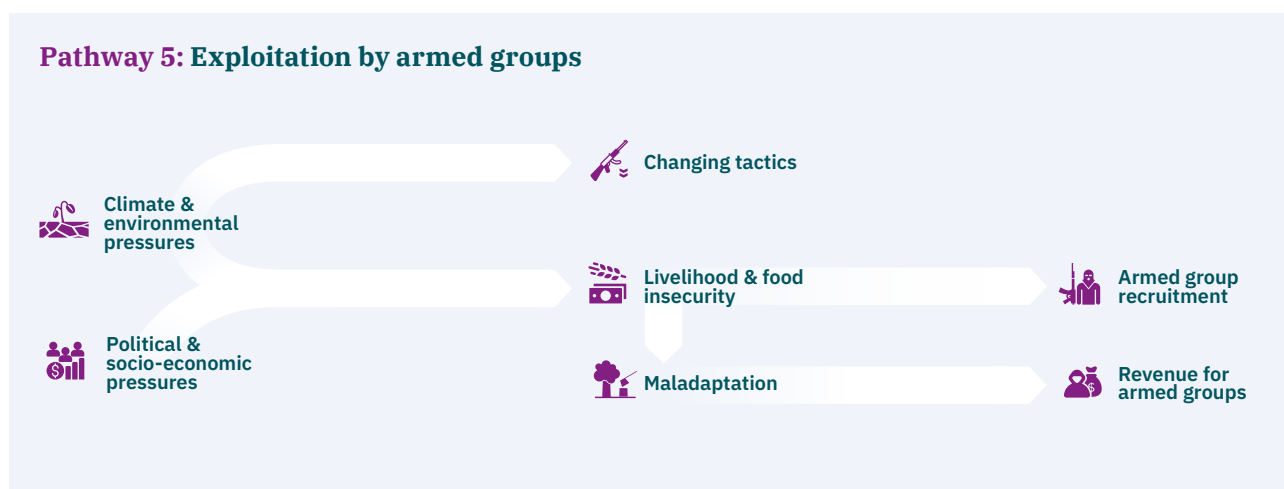 Pathway 5: Exploitation by armed groups
Changing tactics
Climate &
environmental
pressures
Livelihood & food
insecurity
Armed group
recruitment
Political &
socio-economic
pressures
Maladaptation
Revenue for
armed groups